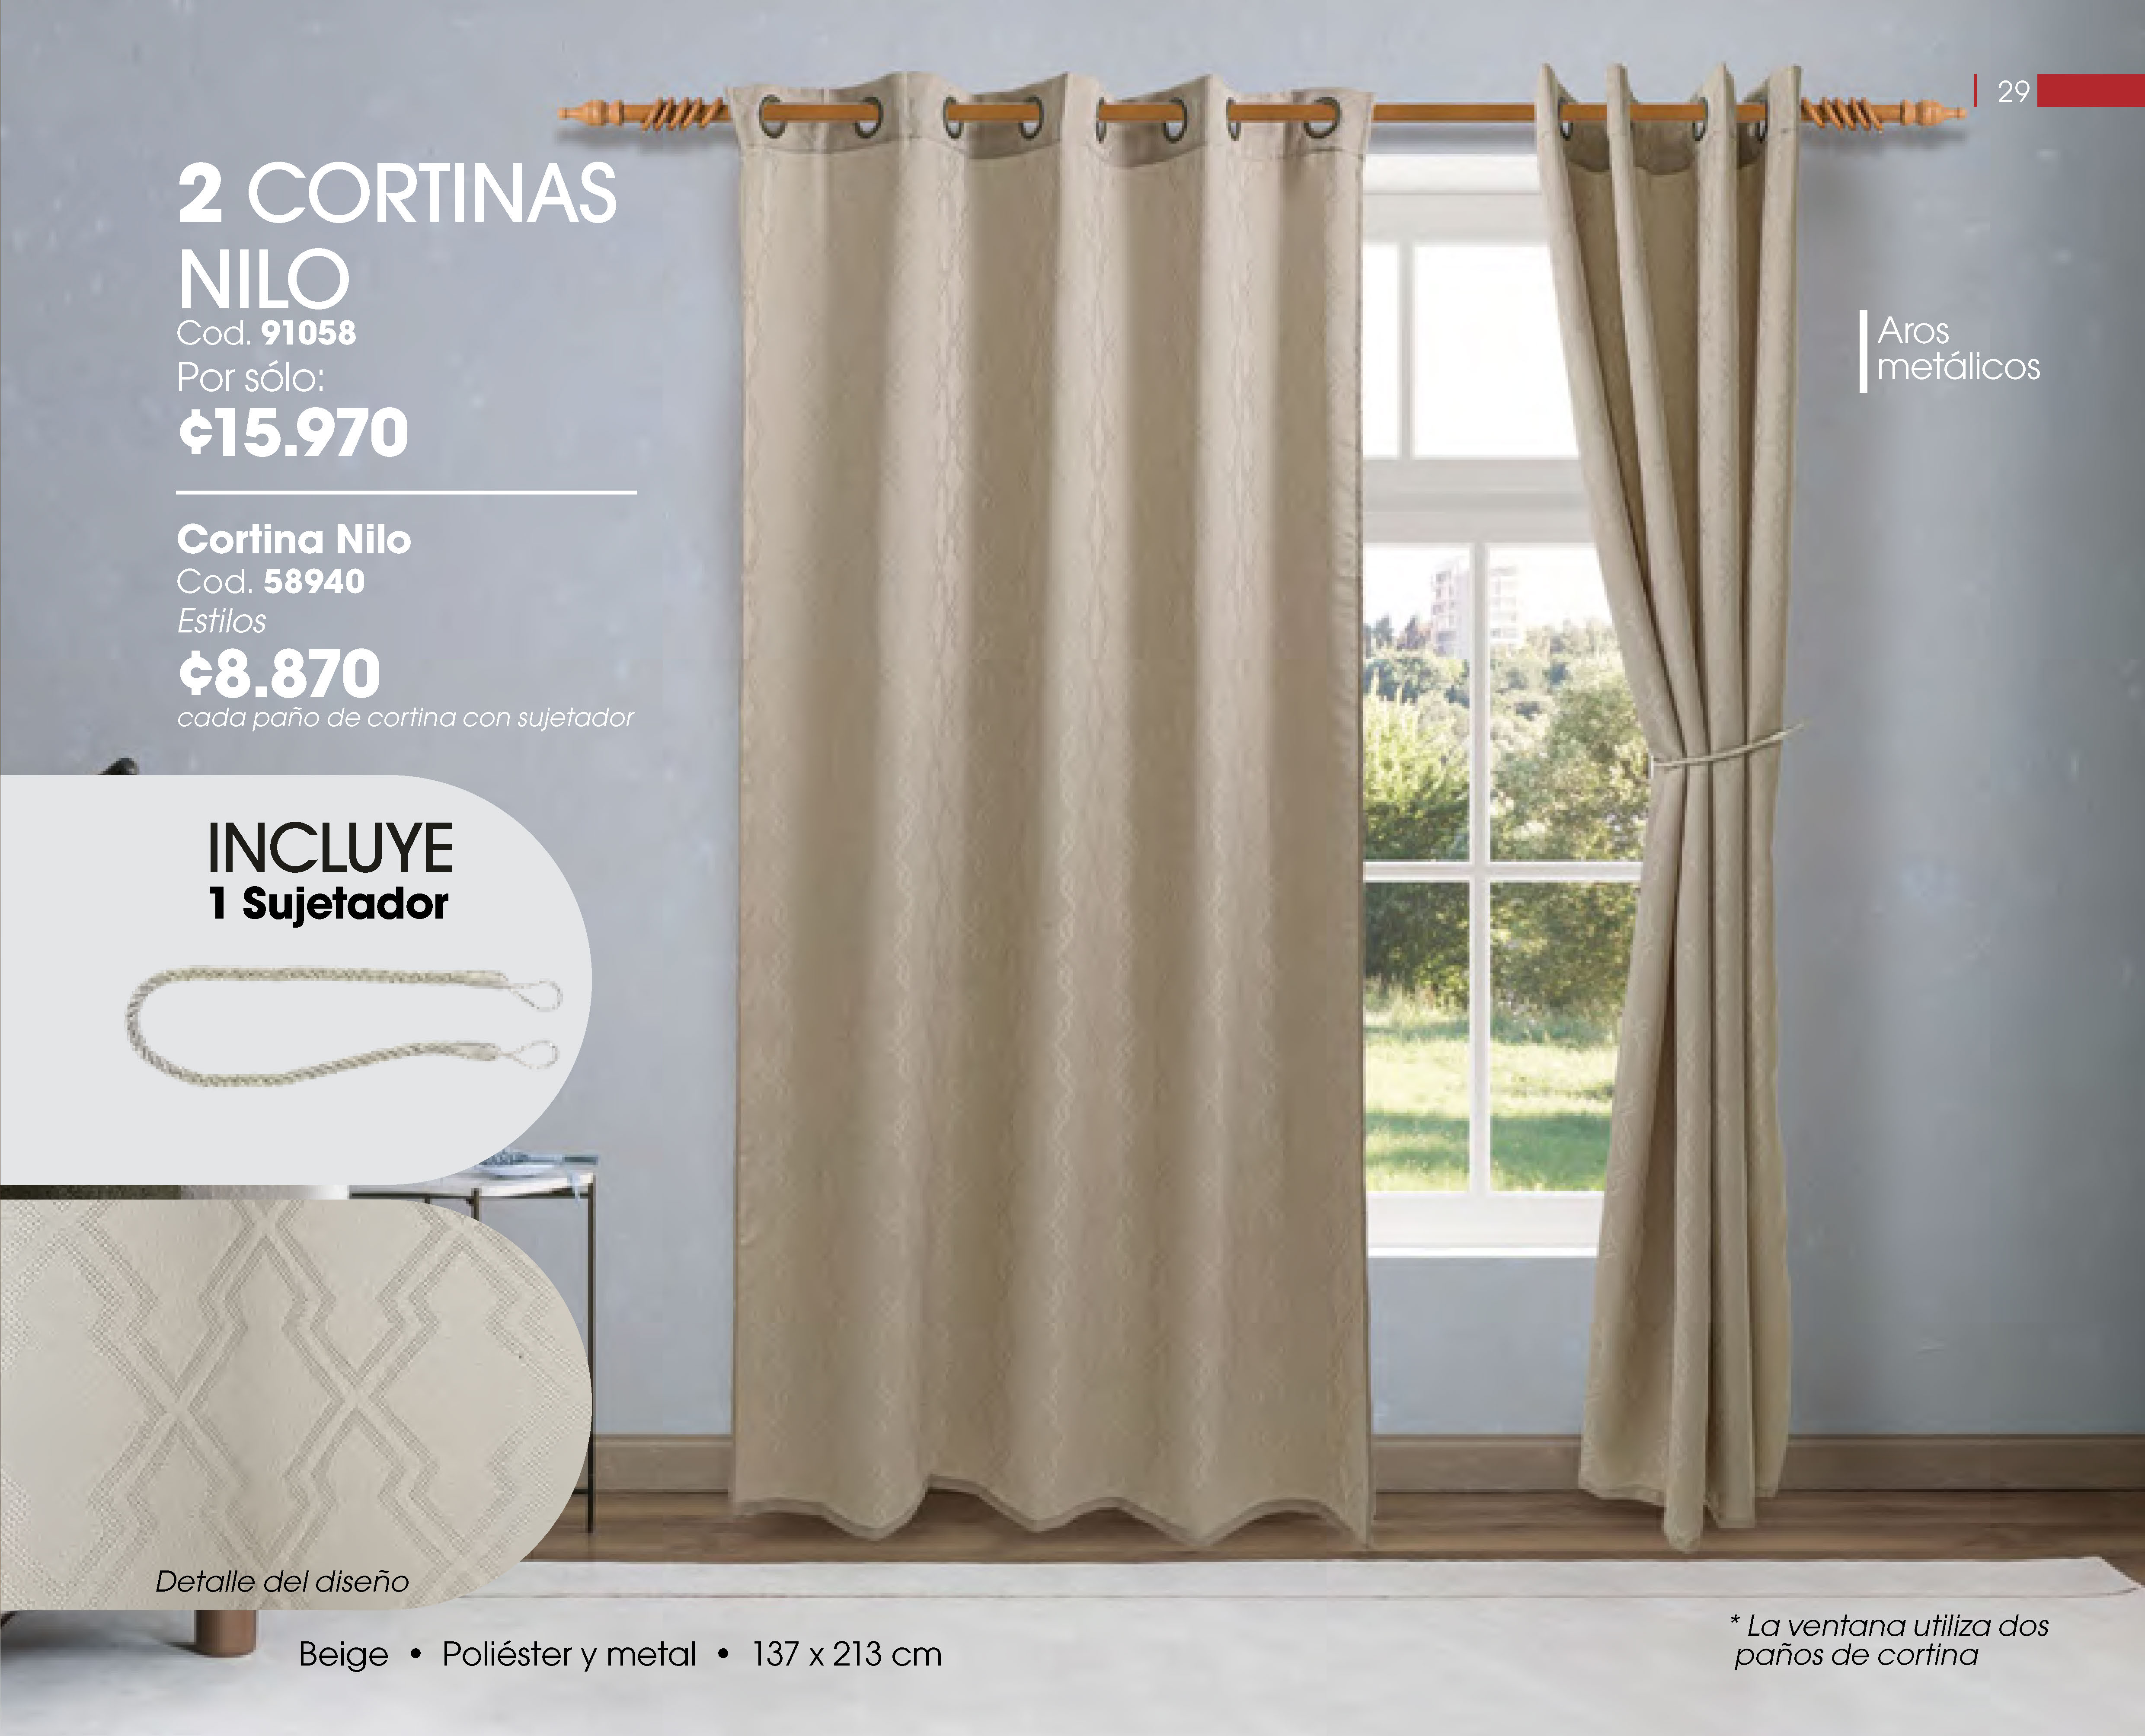 29
2 CORTINAS
NILO
Cod. 91058
Por sólo:
¢15.970
Cortina Nilo
Cod. 58940
Estilos
¢8.870
cada paño de cortina con sujetador
Aros
metálicos
INCLUYE
1 Sujetador
Detalle del diseño
Beige • Poliéster y metal • 137 x 213 cm
* La ventana utiliza dos
paños de cortina